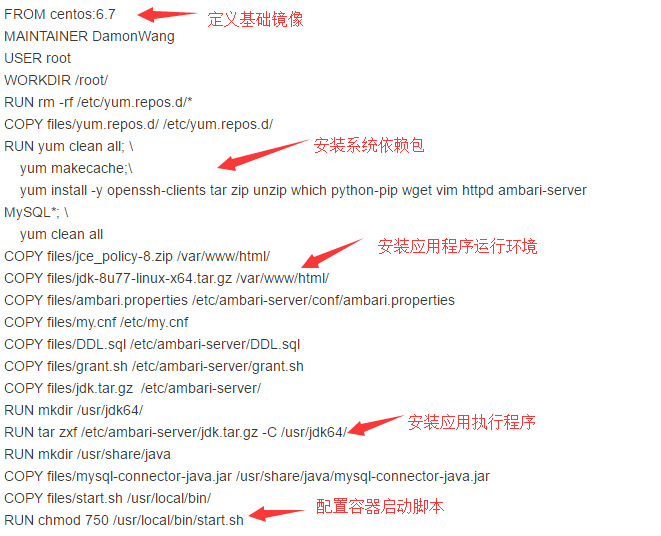 FROM centos:6.7
定义基础镜像
MAINTAINER DamonWang
USER root
WORKDIR /root/
RUN rm -rf /etc/yum.repos.d/*
COPY files/yum.repos.d/ /etc/yum.repos.d/
RUN yum clean all; \
安装系统依赖包
yum makecache;\
yum install -y openssh-clients tar zip unzip which python-pip wget vim httpd ambari-server
MySQL*; \
yum clean all
安装应用程序运行环境
COPY files/jce_policy-8.zip /var/www/html/
COPY files/jdk-8u77-linux-x64.tar.gz /var/www/html/
COPY files/ambari.properties /etc/ambari-server/conf/ambari.properties
COPY files/my.cnf /etc/my.cnf
COPY files/DDL.sql /etc/ambari-server/DDL.sql
COPY files/grant.sh /etc/ambari-server/grant.sh
COPY files/jdk.tar.gz  /etc/ambari-server/
RUN mkdir /usr/jdk64/
安装应用执行程序
RUN tar zxf /etc/ambari-server/jdk.tar.gz -C /usr/jdk64/
RUN mkdir /usr/share/java
COPY files/mysql-connector-java.jar /usr/share/java/mysql-connector-java.jar
COPY files/start.sh /usr/local/bin/
配置容器启动脚本
RUN chmod 750 /usr/local/bin/start.sh